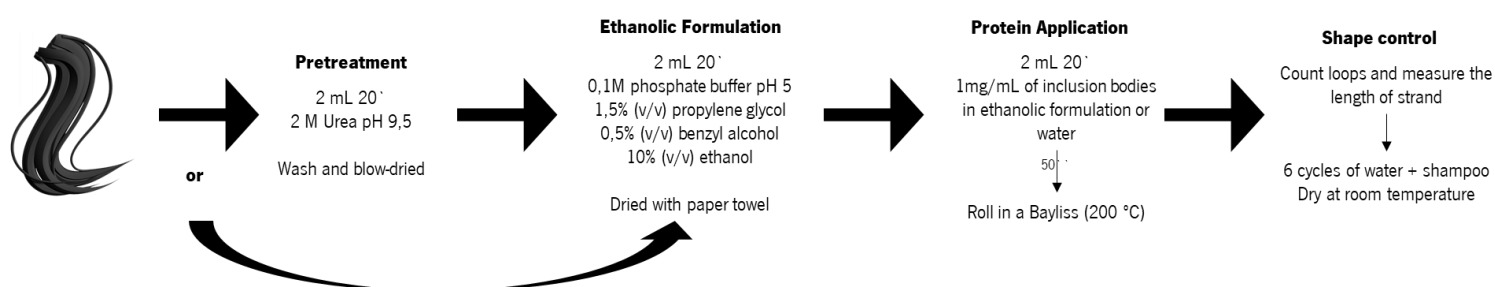 or
Pretreatment
2 mL 20`
2 M Urea pH 9,5
Wash and blow-dried
Ethanolic Formulation
2 mL 20`
0,1M phosphate buffer pH 5
1,5% (v/v) propylene glycol
0,5% (v/v) benzyl alcohol
10% (v/v) ethanol
Dried with paper towel
Protein Application
2 mL 20`
1mg/mL of inclusion bodies
in ethanolic formulation or
water
50``
Roll in a Bayliss (200 °C)
Shape control
Count loops and measure the
length of strand
6 cycles of water + shampoo
Dry at room temperature